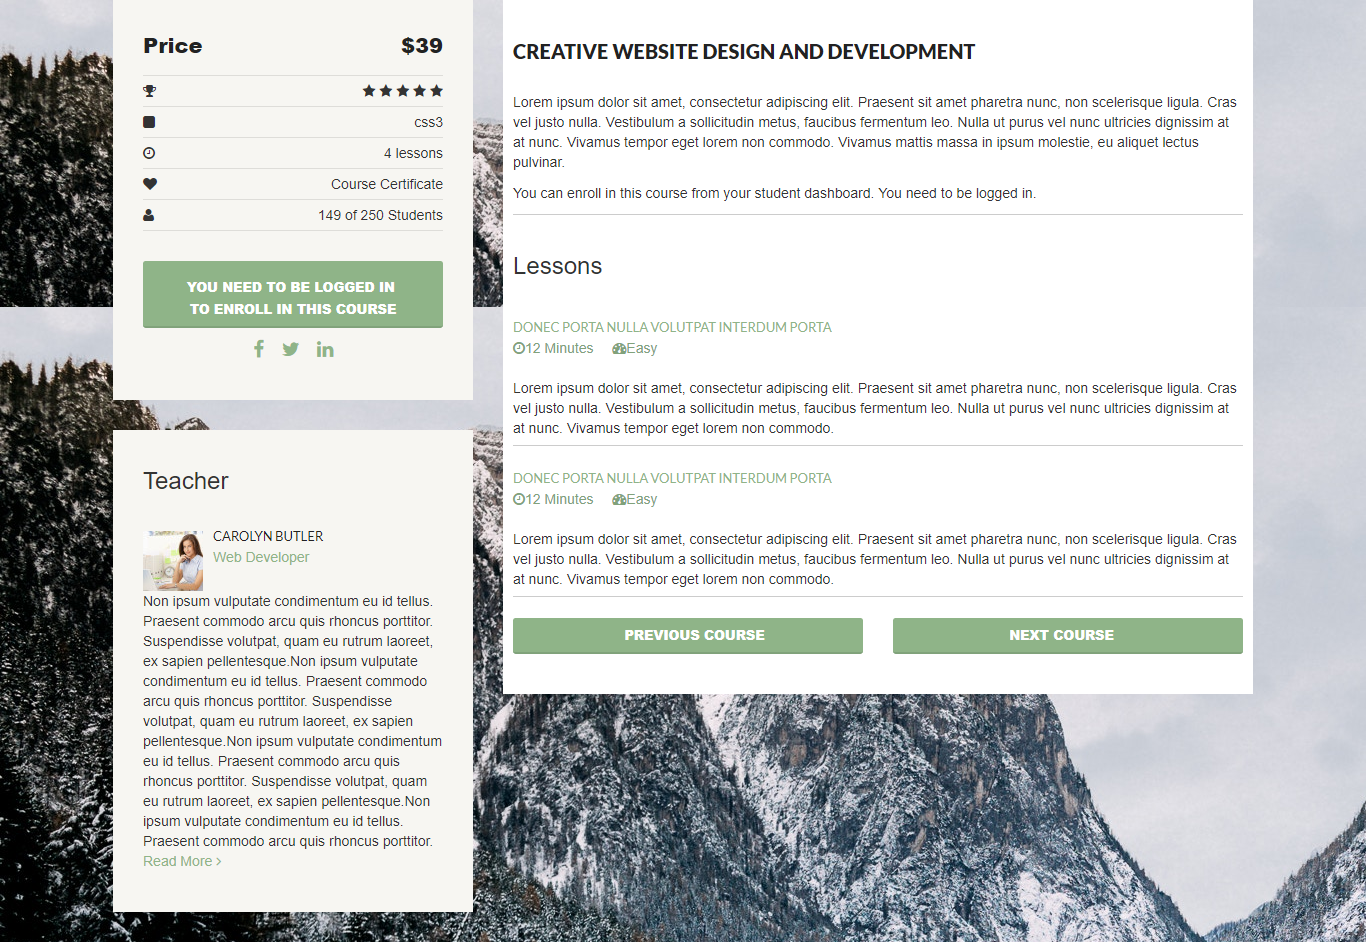 Price $39
css3
4 lessons
Course Certificate
149 of 250 Students
YOU NEED TO BE LOGGED IN
TO ENROLL IN THIS COURSE
Teacher
CAROLYN BUTLER
Web Developer
Non ipsum vulputate condimentum eu id tellus.
Praesent commodo arcu quis rhoncus porttitor.
Suspendisse volutpat, quam eu rutrum laoreet,
ex sapien pellentesque.Non ipsum vulputate
condimentum eu id tellus. Praesent commodo
arcu quis rhoncus porttitor. Suspendisse
volutpat, quam eu rutrum laoreet, ex sapien
pellentesque.Non ipsum vulputate condimentum
eu id tellus. Praesent commodo arcu quis
rhoncus porttitor. Suspendisse volutpat, quam
eu rutrum laoreet, ex sapien pellentesque.Non
ipsum vulputate condimentum eu id tellus.
Praesent commodo arcu quis rhoncus porttitor.
Read More
CREATIVE WEBSITE DESIGN AND DEVELOPMENT
Lorem ipsum dolor sit amet, consectetur adipiscing elit. Praesent sit amet pharetra nunc, non scelerisque ligula. Cras
vel justo nulla. Vestibulum a sollicitudin metus, faucibus fermentum leo. Nulla ut purus vel nunc ultricies dignissim at
at nunc. Vivamus tempor eget lorem non commodo. Vivamus mattis massa in ipsum molestie, eu aliquet lectus
pulvinar.
You can enroll in this course from your student dashboard. You need to be logged in.
Lessons
DONEC PORTA NULLA VOLUTPAT INTERDUM PORTA
12 Minutes Easy
Lorem ipsum dolor sit amet, consectetur adipiscing elit. Praesent sit amet pharetra nunc, non scelerisque ligula. Cras
vel justo nulla. Vestibulum a sollicitudin metus, faucibus fermentum leo. Nulla ut purus vel nunc ultricies dignissim at
at nunc. Vivamus tempor eget lorem non commodo.
DONEC PORTA NULLA VOLUTPAT INTERDUM PORTA
12 Minutes Easy
Lorem ipsum dolor sit amet, consectetur adipiscing elit. Praesent sit amet pharetra nunc, non scelerisque ligula. Cras
vel justo nulla. Vestibulum a sollicitudin metus, faucibus fermentum leo. Nulla ut purus vel nunc ultricies dignissim at
at nunc. Vivamus tempor eget lorem non commodo.
PREVIOUS COURSE NEXT COURSE